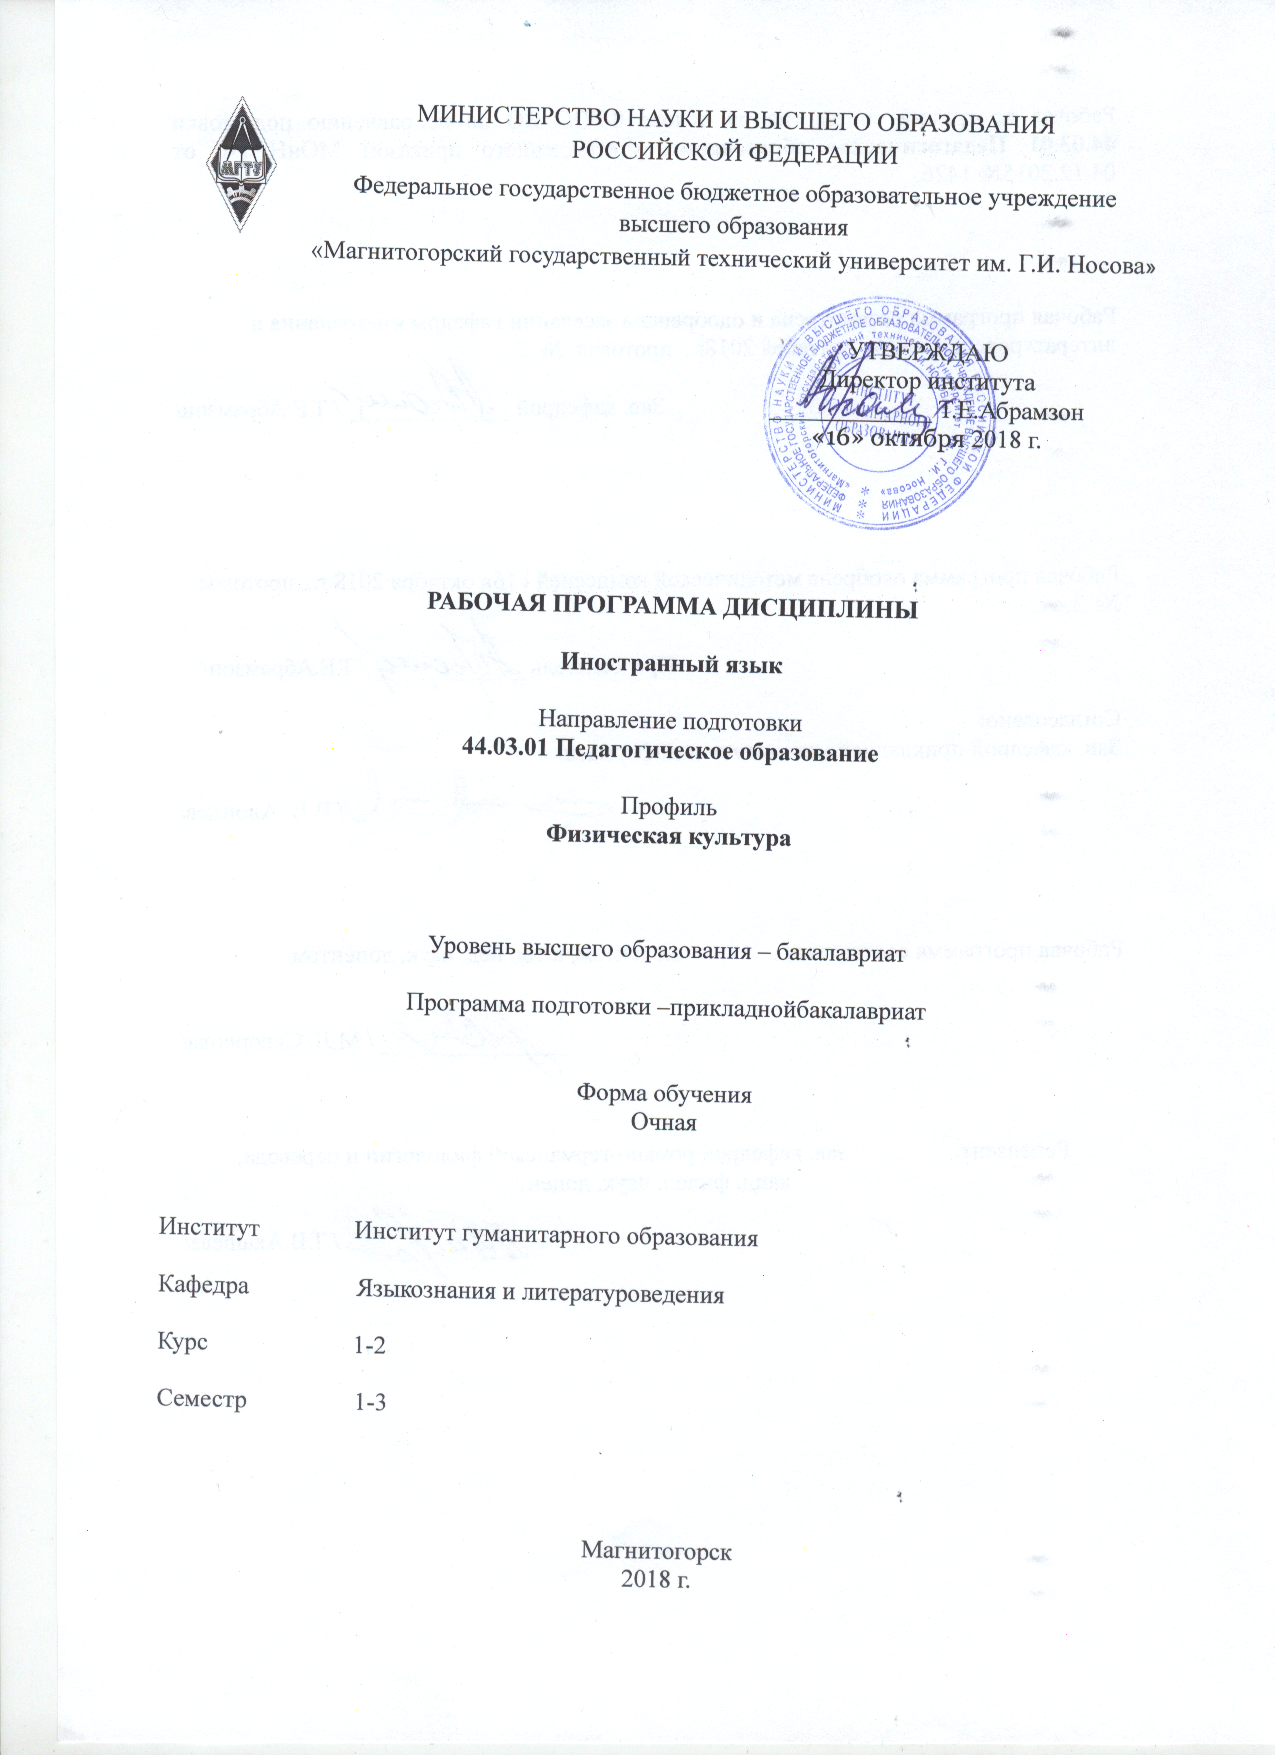 МИНИСТЕРСТВО НАУКИ И ВЫСШЕГО ОБРАЗОВАНИЯ
РОССИЙСКОЙ ФЕДЕРАЦИИ
МГТУ
Федеральное государственное бюджетное образовательное учреждение
высшего образования
«Магнитогорский государственный технический университет им. Г.И. Носова»
УТВЕРЖДАЮ
Директор института
Т.Е.Абрамзон
«16» октября 2018 г.
РАБОЧАЯ ПРОГРАММА ДИСЦИПЛИНЫ
Иностранный язык
Направление подготовки
44.03.01 Педагогическое образование
Профиль
Физическая культура
Уровень высшего образования – бакалавриат
Программа подготовки –прикладнойбакалавриат
Форма обучения
Очная
Институт Институт гуманитарного образования
Кафедра Языкознания и литературоведения
Курс 1-2
Семестр 1-3
Магнитогорск
2018 г.